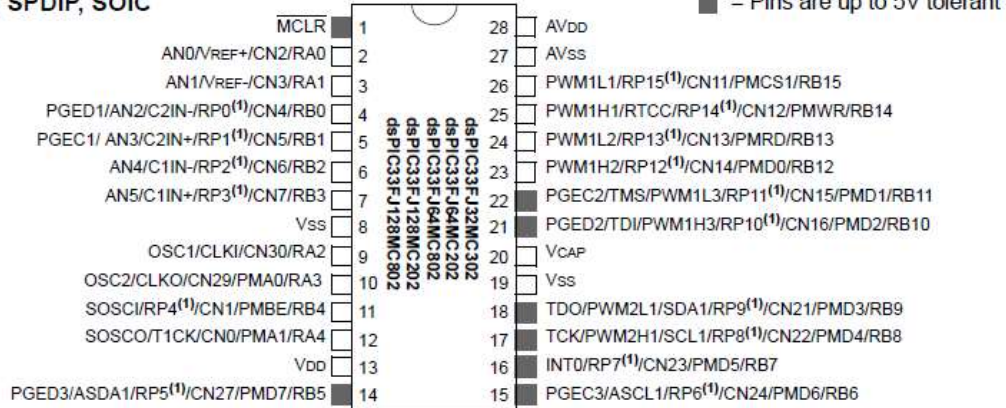 SPDIP, SOIC
= Pins are up to 5V tolerant
MCLR 1
AN0/VREF+/CN2/RA0 2
AN1/VREF-/CN3/RA1 3
PGED1/AN2/C2IN-/RP0(1)/CN4/RB0 4
PGEC1/ AN3/C2IN+/RP1(1)/CN5/RB1 5
AN4/C1IN-/RP2(1)/CN6/RB2 6
AN5/C1IN+/RP3(1)/CN7/RB3 7
VSS 8
OSC1/CLKI/CN30/RA2 9
OSC2/CLKO/CN29/PMA0/RA3 10
SOSCI/RP4(1)/CN1/PMBE/RB4 11
SOSCO/T1CK/CN0/PMA1/RA4 12
VDD 13
PGED3/ASDA1/RP5(1)/CN27/PMD7/RB5 14
dsPIC33FJ32MC302
dsPIC33FJ64MC202
dsPIC33FJ64MC802
dsPIC33FJ128MC202
dsPIC33FJ128MC802
28 AVDD
27 AVSS
26 PWM1L1/RP15(1)/CN11/PMCS1/RB15
25 PWM1H1/RTCC/RP14(1)/CN12/PMWR/RB14
24 PWM1L2/RP13(1)/CN13/PMRD/RB13
23 PWM1H2/RP12(1)/CN14/PMD0/RB12
22 PGEC2/TMS/PWM1L3/RP11(1)/CN15/PMD1/RB11
21 PGED2/TDI/PWM1H3/RP10(1)/CN16/PMD2/RB10
20 VCAP
19 VSS
18 TDO/PWM2L1/SDA1/RP9(1)/CN21/PMD3/RB9
17 TCK/PWM2H1/SCL1/RP8(1)/CN22/PMD4/RB8
16 INT0/RP7(1)/CN23/PMD5/RB7
15 PGEC3/ASCL1/RP6(1)/CN24/PMD6/RB6